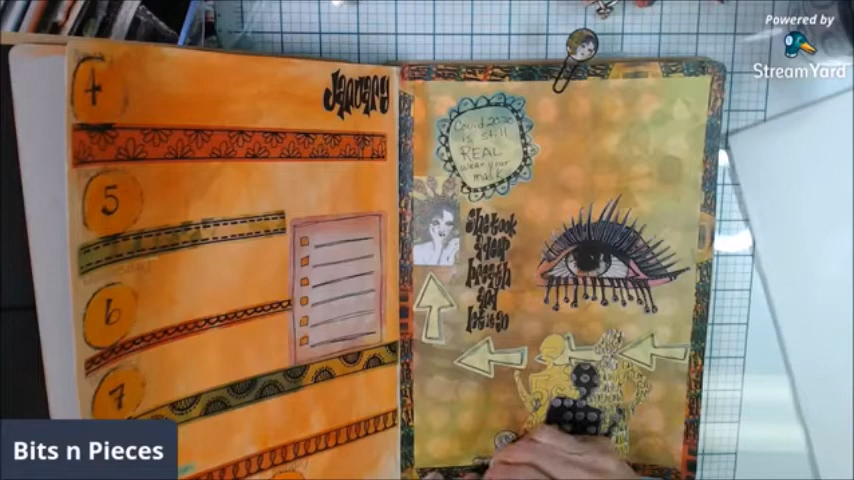 Powered by
StreamYard
4
January
5
6
7
Covid 2020
is still
REAL
wear your
mask
She took
a deep
breath
and
let it go
Bits n Pieces